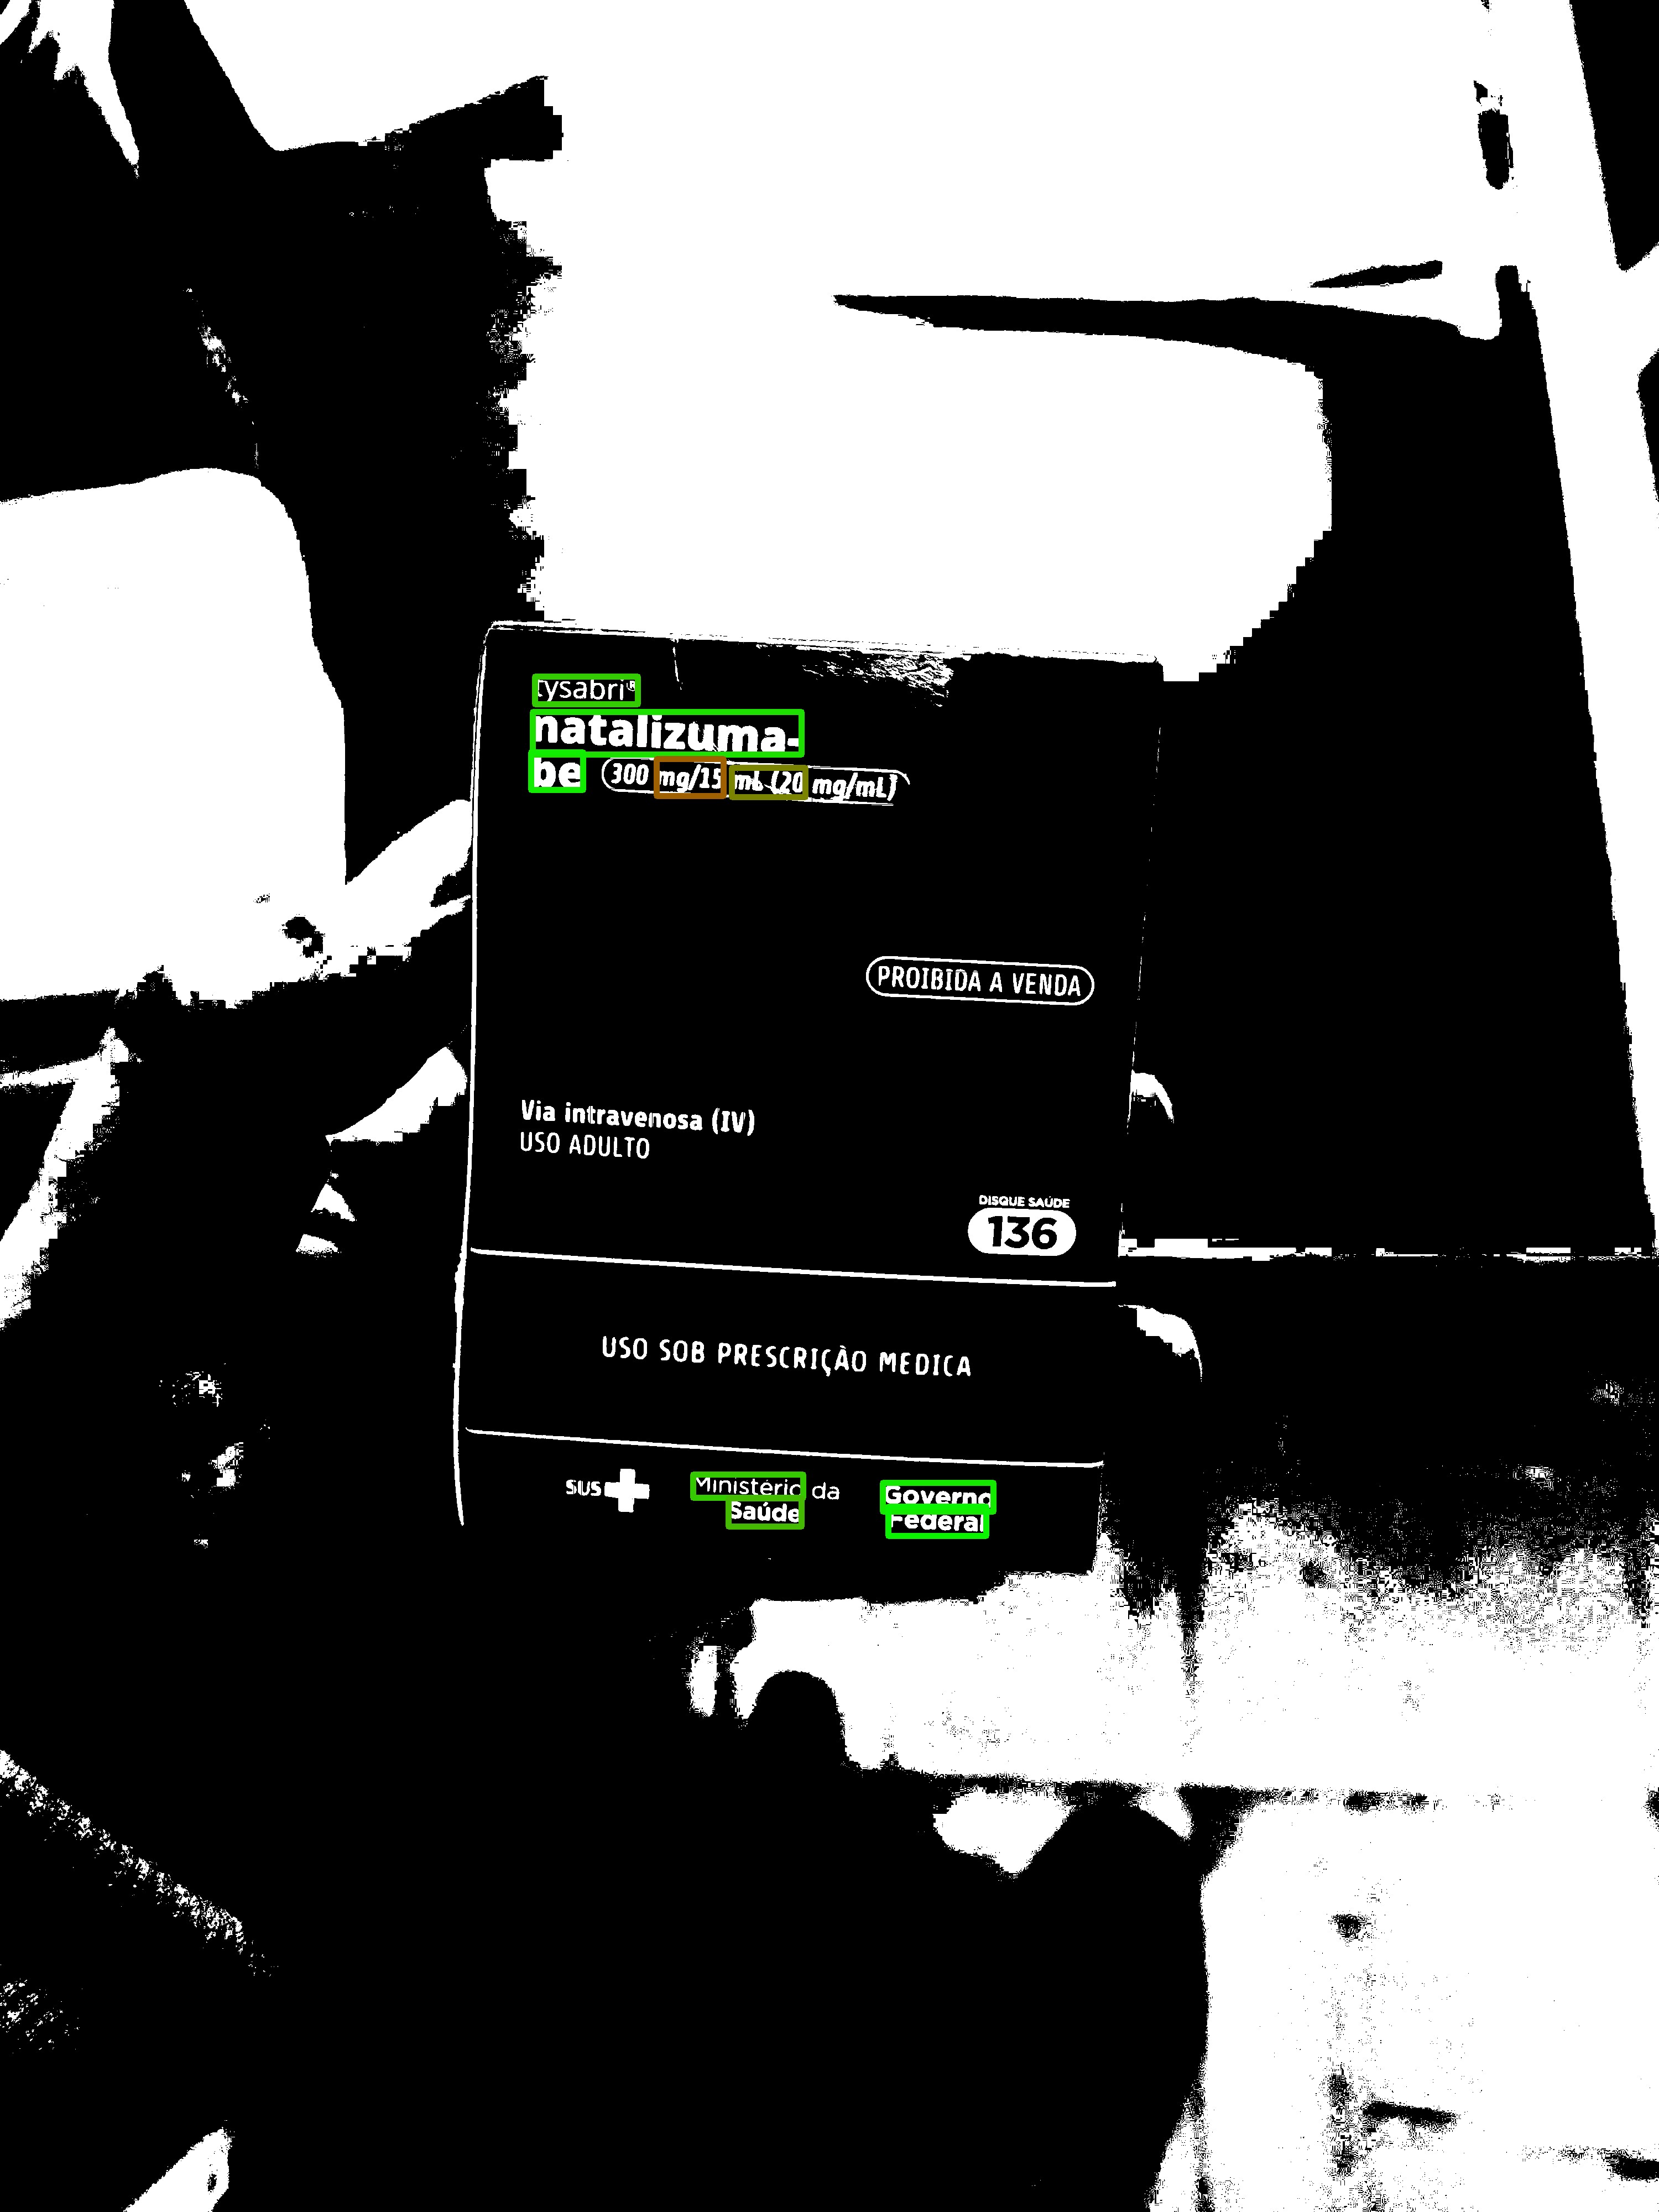 tysabri®
natalizuma-
be 300 mg/15 mL (20 mg/mL)
PROIBIDA A VENDA
Via intravenosa (IV)
USO ADULTO
DISQUE SAÚDE
136
USO SOB PRESCRIÇÃO MEDICA
SUS Ministério da Saúde
Governo Federal